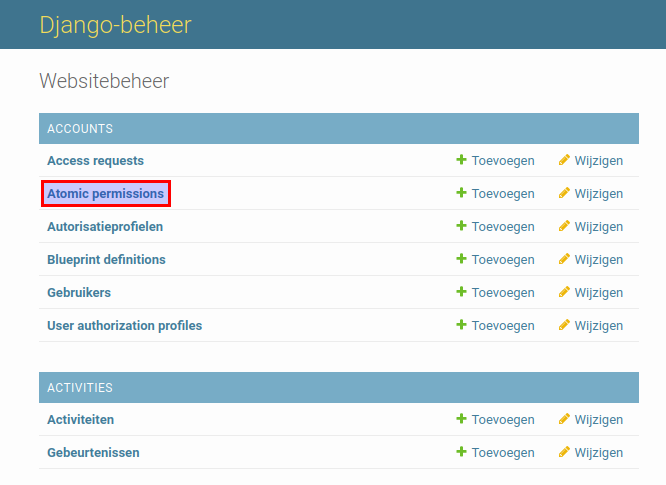 Django-beheer
Websitebeheer
ACCOUNTS
Access requests Toevoegen Wijzigen
Atomic permissions Toevoegen Wijzigen
Autorisatieprofielen Toevoegen Wijzigen
Blueprint definitions Toevoegen Wijzigen
Gebruikers Toevoegen Wijzigen
User authorization profiles Toevoegen Wijzigen
ACTIVITIES
Activiteiten Toevoegen Wijzigen
Gebeurtenissen Toevoegen Wijzigen